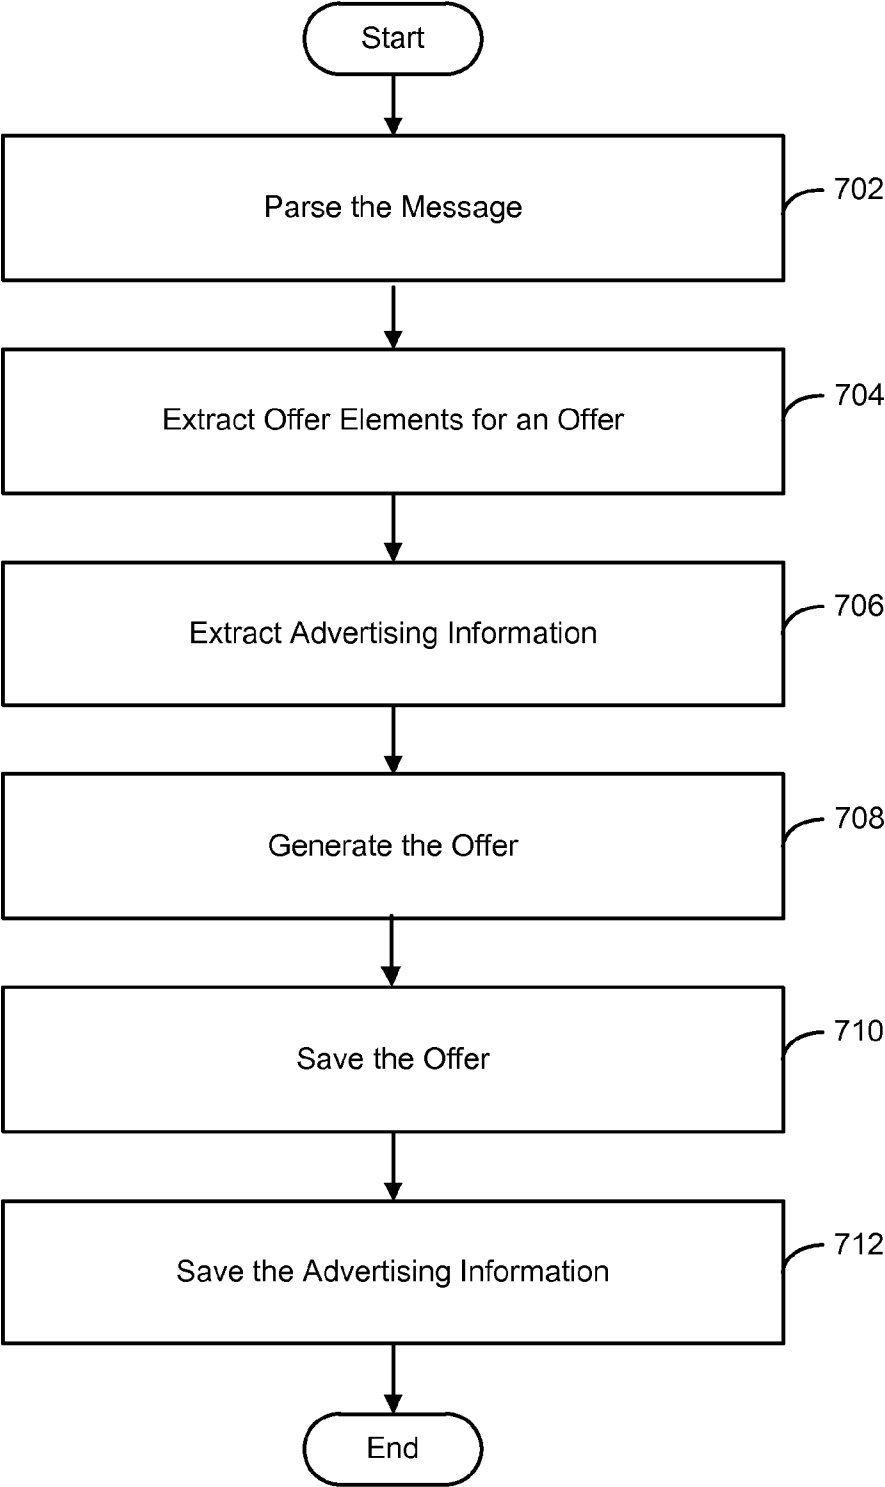 Start
Parse the Message
702
Extract Offer Elements for an Offer
704
Extract Advertising Information
706
Generate the Offer
708
Save the Offer
710
Save the Advertising Information
712
End